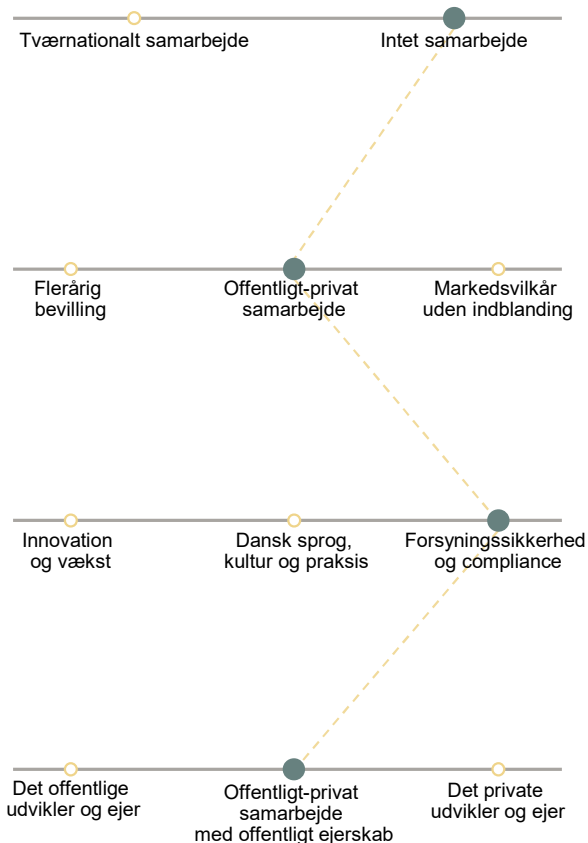 Tværnationalt samarbejde
Intet samarbejde
Flerårig
bevilling
Offentligt-privat
samarbejde
Markedsvilkår
uden indblanding
Innovation
og vækst
Dansk sprog,
kultur og praksis
Forsyningssikkerhed
og compliance
Det offentlige
udvikler og ejer
Offentligt-privat
samarbejde
med offentligt ejerskab
Det private
udvikler og ejer